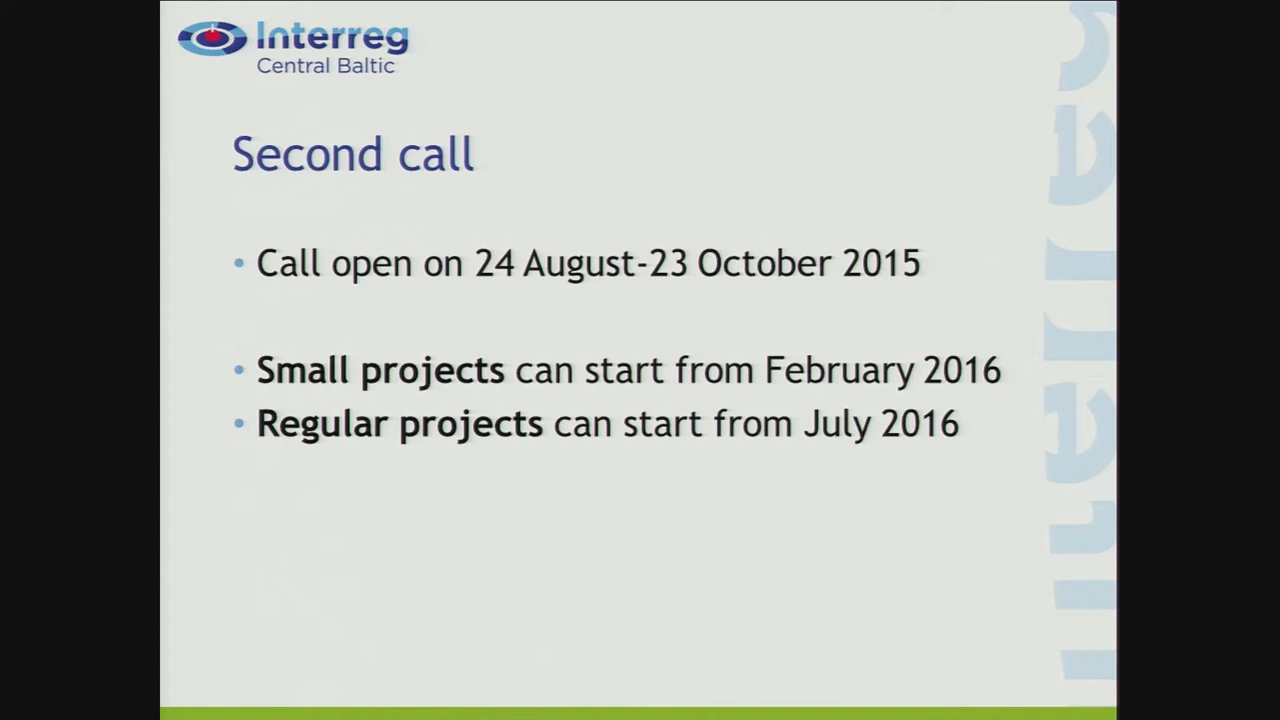 Interreg
Central Baltic
Second call
• Call open on 24 August-23 October 2015
• Small projects can start from February 2016
• Regular projects can start from July 2016